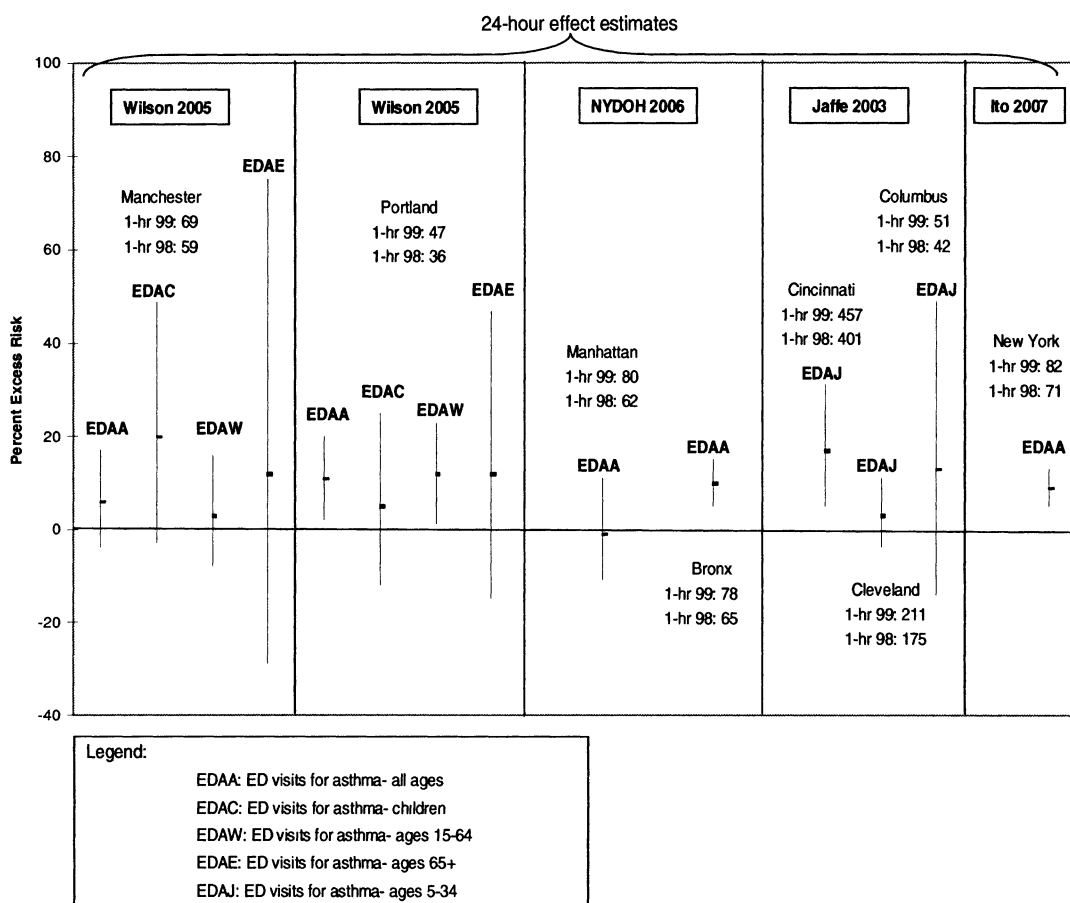 24-hour effect estimates
100
80
60
40
20
0
-20
-40
Percent Excess Risk
Wilson 2005
EDAE
Manchester
1-hr 99: 69
1-hr 98: 59
EDAC
EDAA
EDAW
Wilson 2005
Portland
1-hr 99: 47
1-hr 98: 36
EDAE
EDAC
EDAA
EDAW
NYDOH 2006
Manhattan
1-hr 99: 80
1-hr 98: 62
EDAA
EDAA
Bronx
1-hr 99: 78
1-hr 98: 65
Jaffe 2003
Columbus
1-hr 99: 51
1-hr 98: 42
Cincinnati
1-hr 99: 457
1-hr 98: 401
EDAJ
EDAJ
EDAJ
Cleveland
1-hr 99: 211
1-hr 98: 175
Ito 2007
New York
1-hr 99: 82
1-hr 98: 71
EDAA
Legend:
EDAA: ED visits for asthma- all ages
EDAC: ED visits for asthma- children
EDAW: ED visits for asthma- ages 15-64
EDAE: ED visits for asthma- ages 65+
EDAJ: ED visits for asthma- ages 5-34